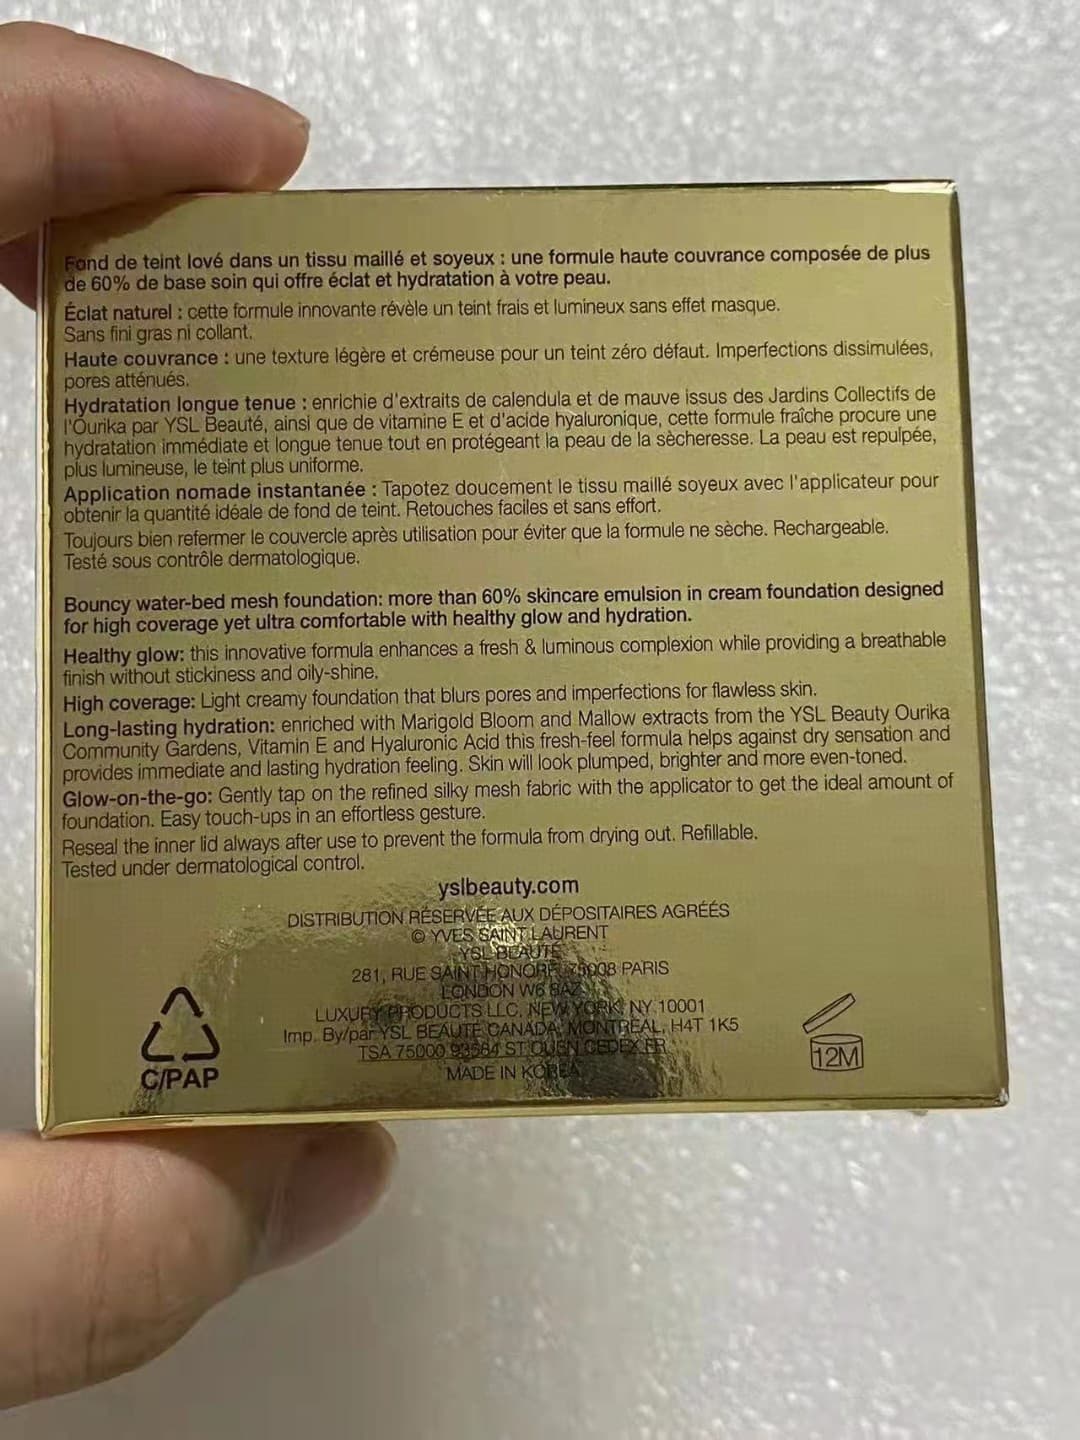 Fond de teint lové dans un tissu maillé et soyeux : une formule haute couvrance composée de plus
de 60% de base soin qui offre éclat et hydratation à votre peau.
Éclat naturel : cette formule innovante révèle un teint frais et lumineux sans effet masque.
Sans fini gras ni collant.
Haute couvrance : une texture légère et crémeuse pour un teint zéro défaut. Imperfections dissimulées,
pores atténués.
Hydratation longue tenue : enrichie d'extraits de calendula et de mauve issus des Jardins Collectifs de
l'Ourika par YSL Beauté, ainsi que de vitamine E et d'acide hyaluronique, cette formule fraîche procure une
hydratation immédiate et longue tenue tout en protégeant la peau de la sècheresse. La peau est repulpée,
plus lumineuse, le teint plus uniforme.
Application nomade instantanée : Tapotez doucement le tissu maillé soyeux avec l'applicateur pour
obtenir la quantité idéale de fond de teint. Retouches faciles et sans effort.
Toujours bien refermer le couvercle après utilisation pour éviter que la formule ne sèche. Rechargeable.
Testé sous contrôle dermatologique.
Bouncy water-bed mesh foundation: more than 60% skincare emulsion in cream foundation designed
for high coverage yet ultra comfortable with healthy glow and hydration.
Healthy glow: this innovative formula enhances a fresh & luminous complexion while providing a breathable
finish without stickiness and oily-shine.
High coverage: Light creamy foundation that blurs pores and imperfections for flawless skin.
Long-lasting hydration: enriched with Marigold Bloom and Mallow extracts from the YSL Beauty Ourika
Community Gardens, Vitamin E and Hyaluronic Acid this fresh-feel formula helps against dry sensation and
provides immediate and lasting hydration feeling. Skin will look plumped, brighter and more even-toned.
Glow-on-the-go: Gently tap on the refined silky mesh fabric with the applicator to get the ideal amount of
foundation. Easy touch-ups in an effortless gesture.
Reseal the inner lid always after use to prevent the formula from drying out. Refillable.
Tested under dermatological control.
yslbeauty.com
DISTRIBUTION RÉSERVÉE AUX DÉPOSITAIRES AGRÉÉS
© YVES SAINT LAURENT
YSL BEAUTÉ
281, RUE SAINT HONORÉ 75008 PARIS
LONDON W6 8AZ
LUXURY PRODUCTS LLC, NEW YORK, NY 10001
Imp. By/par YSL BEAUTÉ CANADA, MONTRÉAL, H4T 1K5
TSA 75000 93584 ST OUEN CEDEX FR
MADE IN KOREA
C/PAP
12M